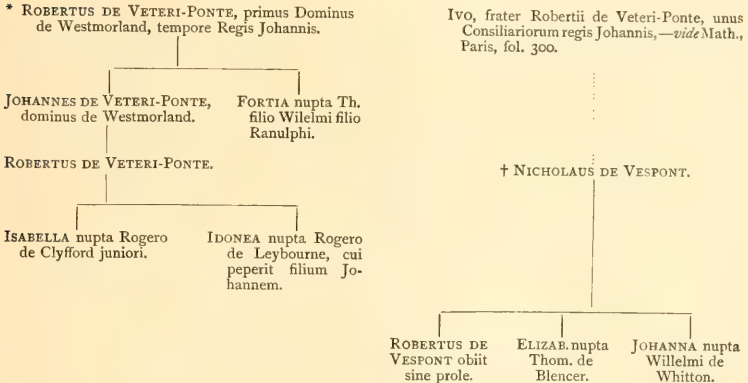 * ROBERTUS DE VETERI-PONTE, primus Dominus
de Westmorland, tempore Regis Johannis.
JOHANNES DE VETERI-PONTE,
dominus de Westmorland.
FORTIA nupta Th.
filio Wilelmi filio
Ranulphi.
ROBERTUS DE VETERI-PONTE.
ISABELLA nupta Rogero
de Clyfford juniori.
IDONEA nupta Rogero
de Leybourne, cui
peperit filium Jo-
hannem.
IVO, frater Robertii de Veteri-Ponte, unus
Consiliariorum regis Johannis,—vide Math.,
Paris, fol. 300.
† NICHOLAUS DE VESPONT.
ROBERTUS DE
VESPONT obiit
sine prole.
ELIZAB. nupta
Thom. de
Blencer.
JOHANNA nupta
Willelmi de
Whitton.